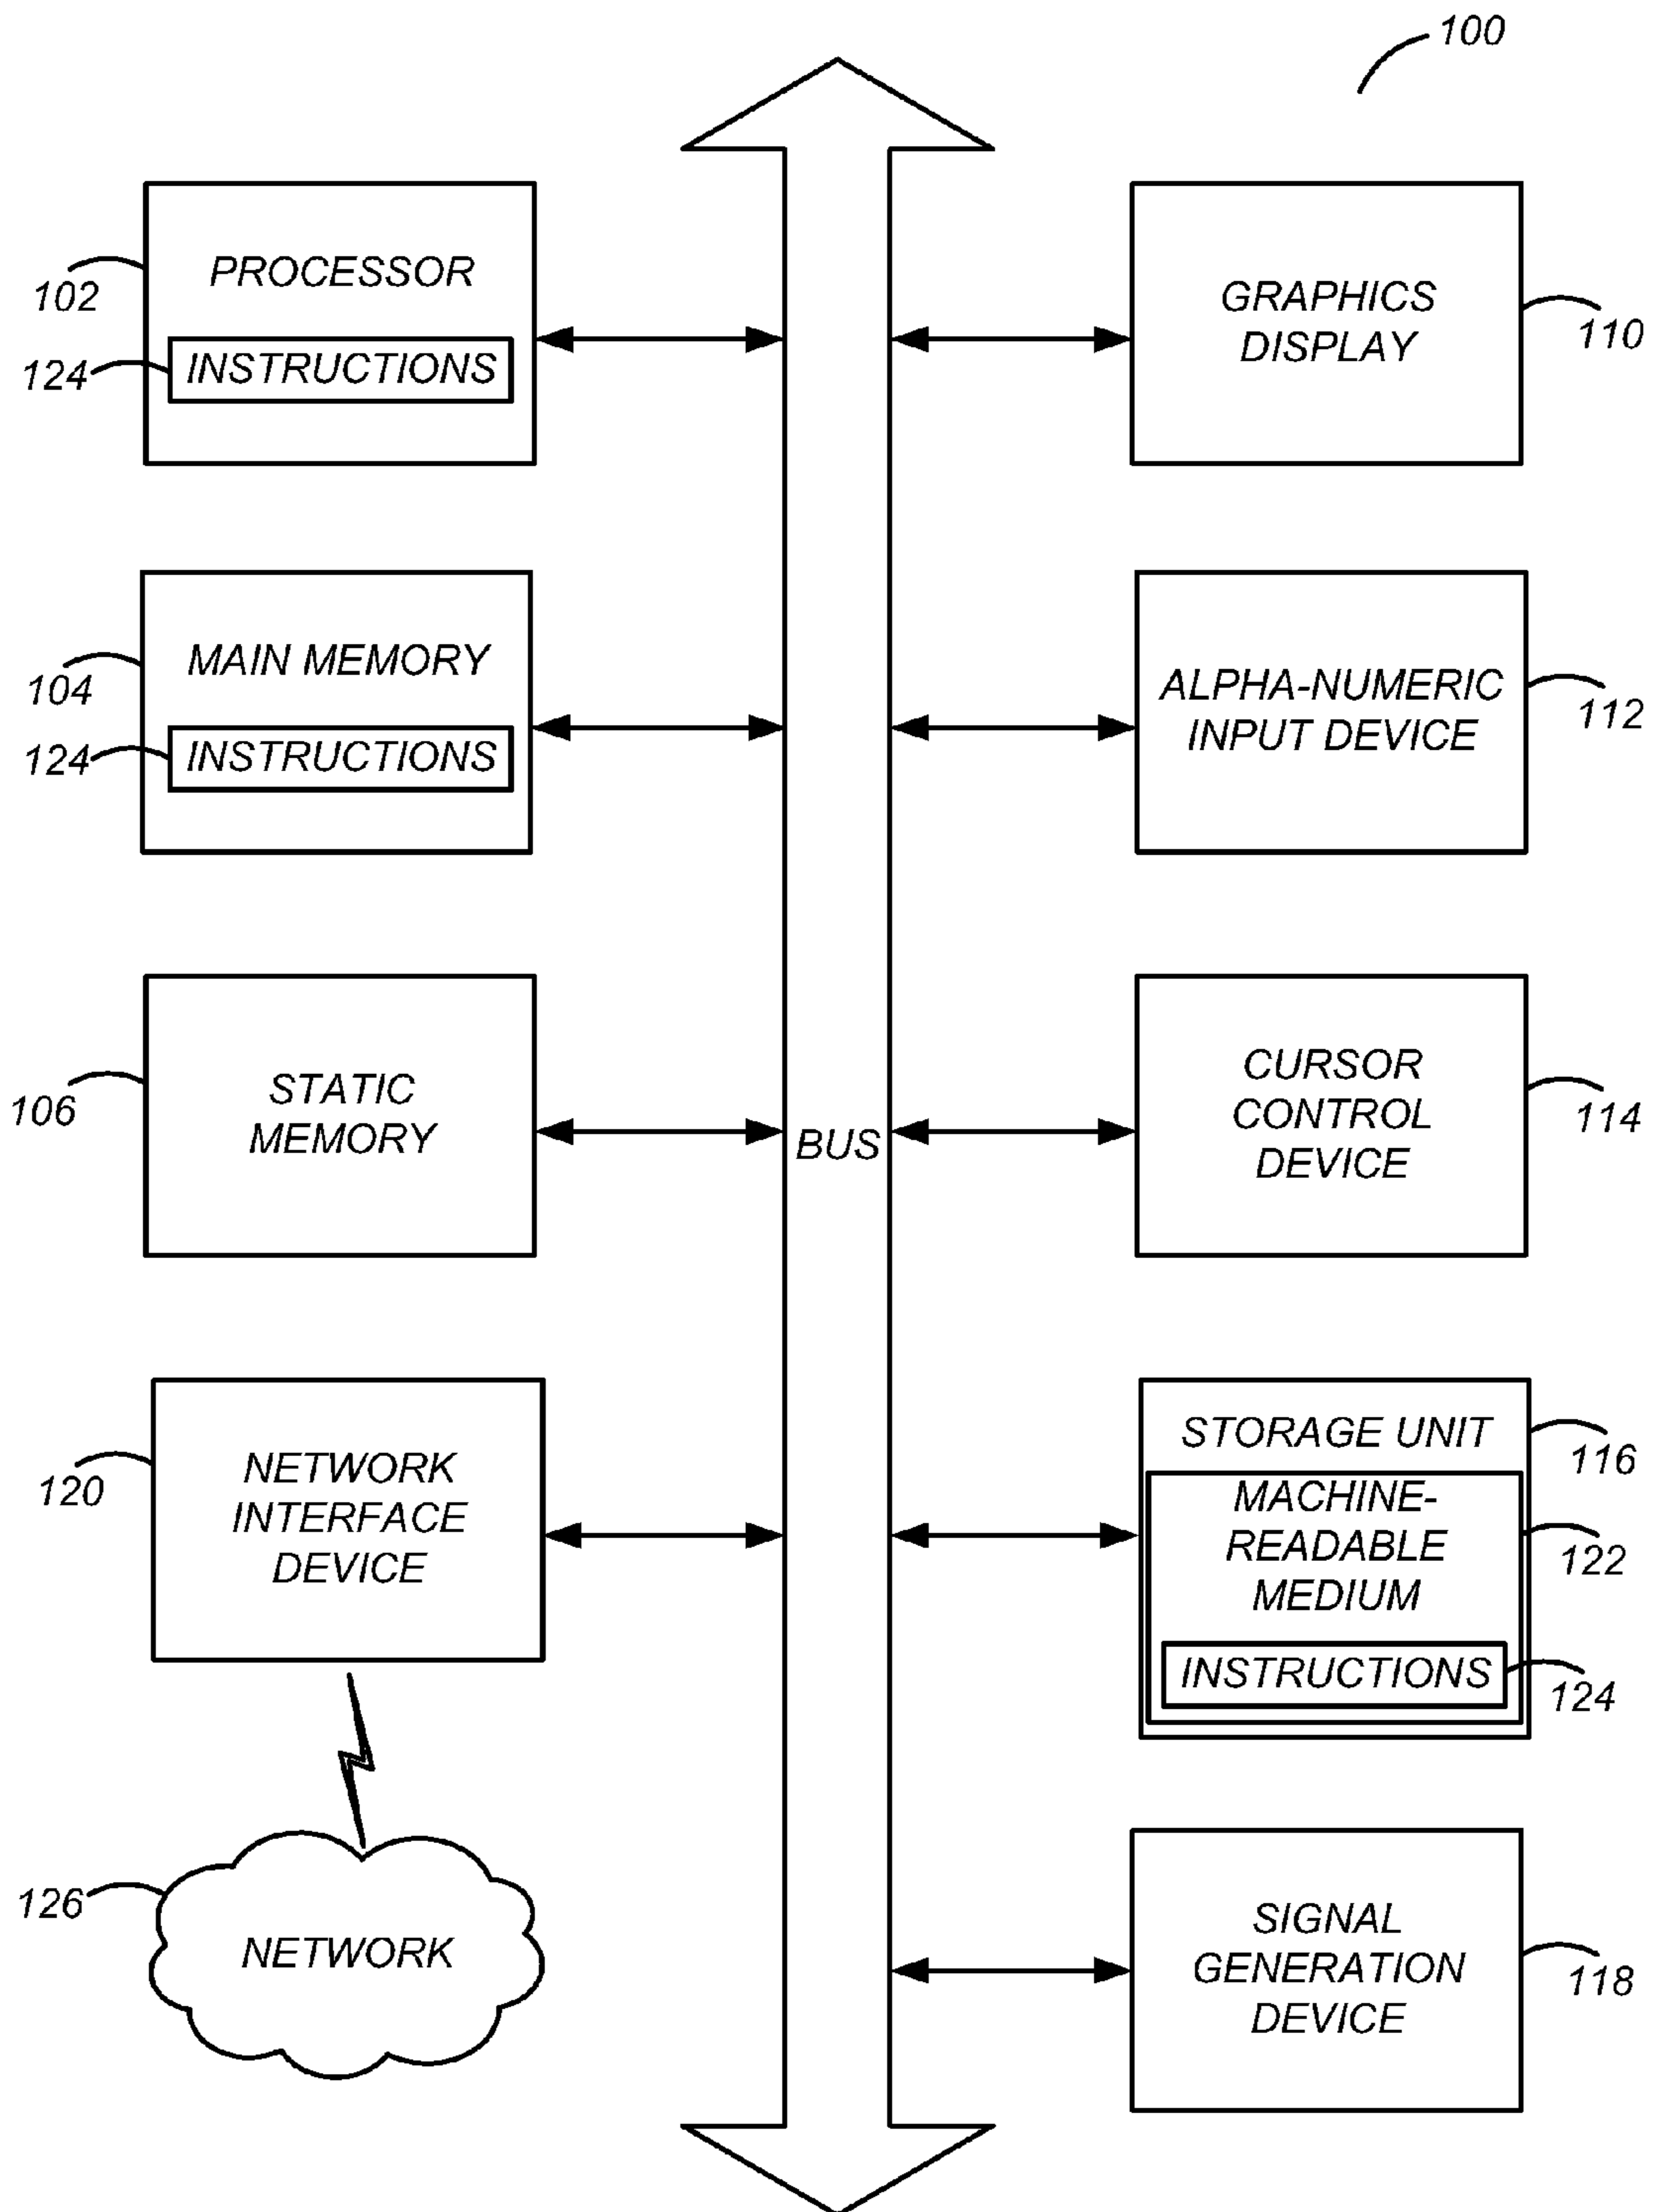 100
PROCESSOR
102
INSTRUCTIONS
124
GRAPHICS
DISPLAY
110
MAIN MEMORY
104
INSTRUCTIONS
124
ALPHA-NUMERIC
INPUT DEVICE
112
STATIC
MEMORY
106
BUS
CURSOR
CONTROL
DEVICE
114
NETWORK
INTERFACE
DEVICE
120
STORAGE UNIT
116
MACHINE-
READABLE
MEDIUM
122
INSTRUCTIONS
124
NETWORK
126
SIGNAL
GENERATION
DEVICE
118